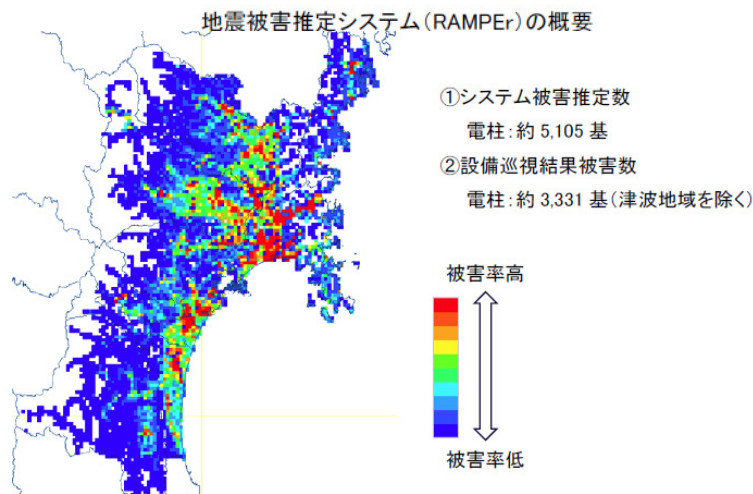 地震被害推定システム(RAMPEr)の概要
①システム被害推定数
電柱：約 5,105 基
②設備巡視結果被害数
電柱：約 3,331 基(津波地域を除く)
被害率高
被害率低